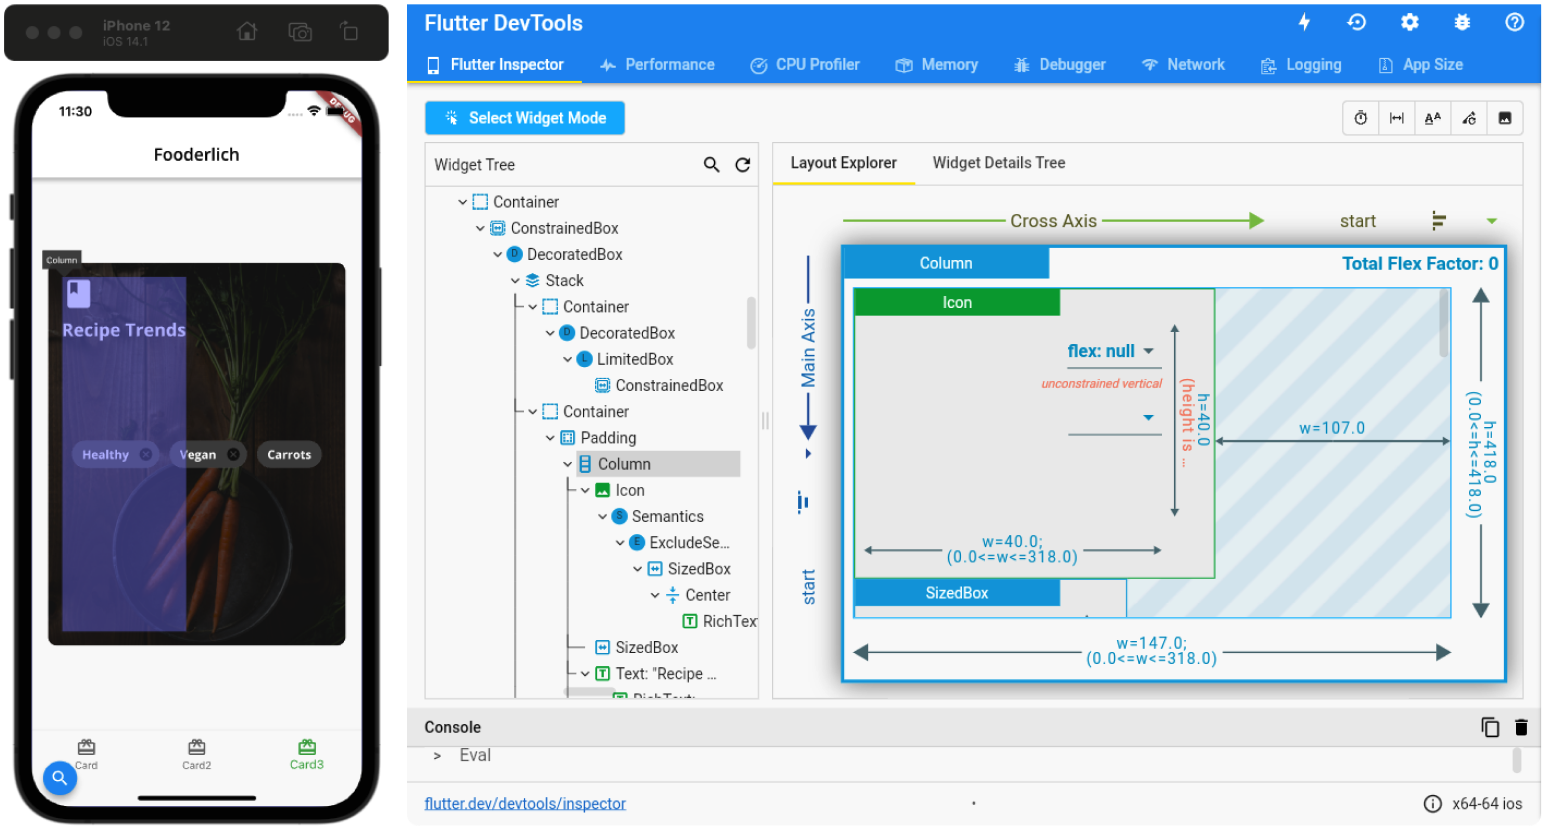 iPhone 12
iOS 14.1
11:30
DEBUG
Fooderlich
Column
Recipe Trends
Healthy
Vegan
Carrots
Card
Card2
Card3
Flutter DevTools
Flutter Inspector
Performance
CPU Profiler
Memory
Debugger
Network
Logging
App Size
Select Widget Mode
Widget Tree
Container
ConstrainedBox
DecoratedBox
Stack
Container
DecoratedBox
LimitedBox
ConstrainedBox
Container
Padding
Column
Icon
Semantics
ExcludeSe...
SizedBox
Center
RichTex
SizedBox
Text: "Recipe ...
RichText:
Layout Explorer
Widget Details Tree
Cross Axis
start
Main Axis
start
Column
Total Flex Factor: 0
Icon
flex: null
unconstrained vertical
h=40.0
(height is ...
w=107.0
w=40.0;
(0.0<=w<=318.0)
SizedBox
h=418.0
(0.0<=h<=418.0)
w=147.0;
(0.0<=w<=318.0)
Console
> Eval
flutter.dev/devtools/inspector
x64-64 ios